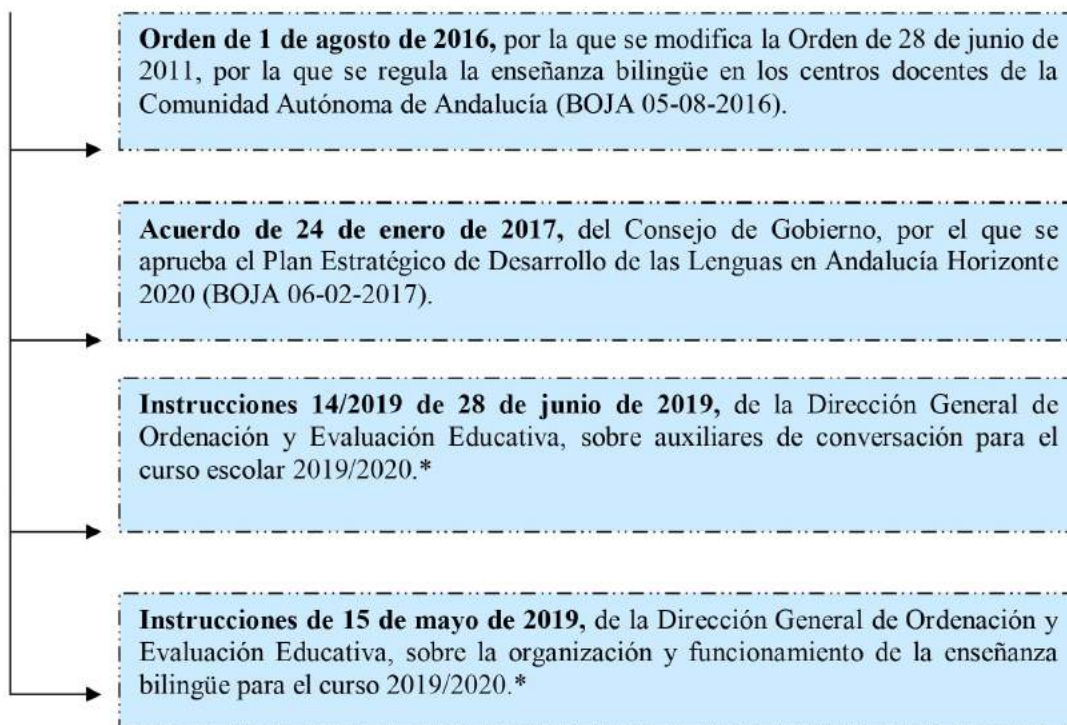 Orden de 1 de agosto de 2016, por la que se modifica la Orden de 28 de junio de
2011, por la que se regula la enseñanza bilingüe en los centros docentes de la
Comunidad Autónoma de Andalucía (BOJA 05-08-2016).
Acuerdo de 24 de enero de 2017, del Consejo de Gobierno, por el que se
aprueba el Plan Estratégico de Desarrollo de las Lenguas en Andalucía Horizonte
2020 (BOJA 06-02-2017).
Instrucciones 14/2019 de 28 de junio de 2019, de la Dirección General de
Ordenación y Evaluación Educativa, sobre auxiliares de conversación para el
curso escolar 2019/2020.*
Instrucciones de 15 de mayo de 2019, de la Dirección General de Ordenación y
Evaluación Educativa, sobre la organización y funcionamiento de la enseñanza
bilingüe para el curso 2019/2020.*